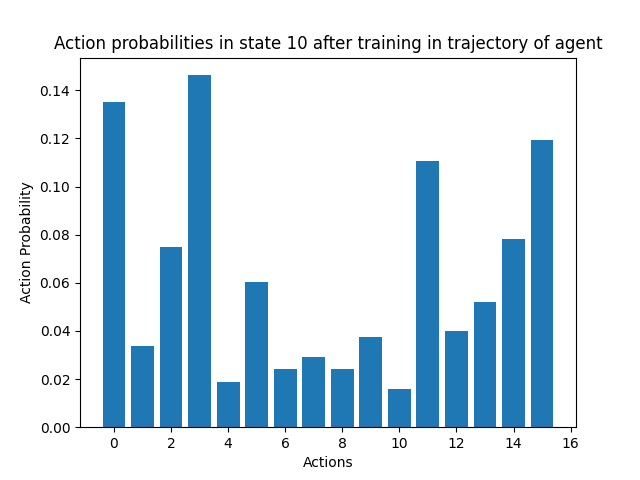 Action probabilities in state 10 after training in trajectory of agent
0.14
0.12
0.10
0.08
0.06
0.04
0.02
0.00
Action Probability
0 2 4 6 8 10 12 14 16
Actions